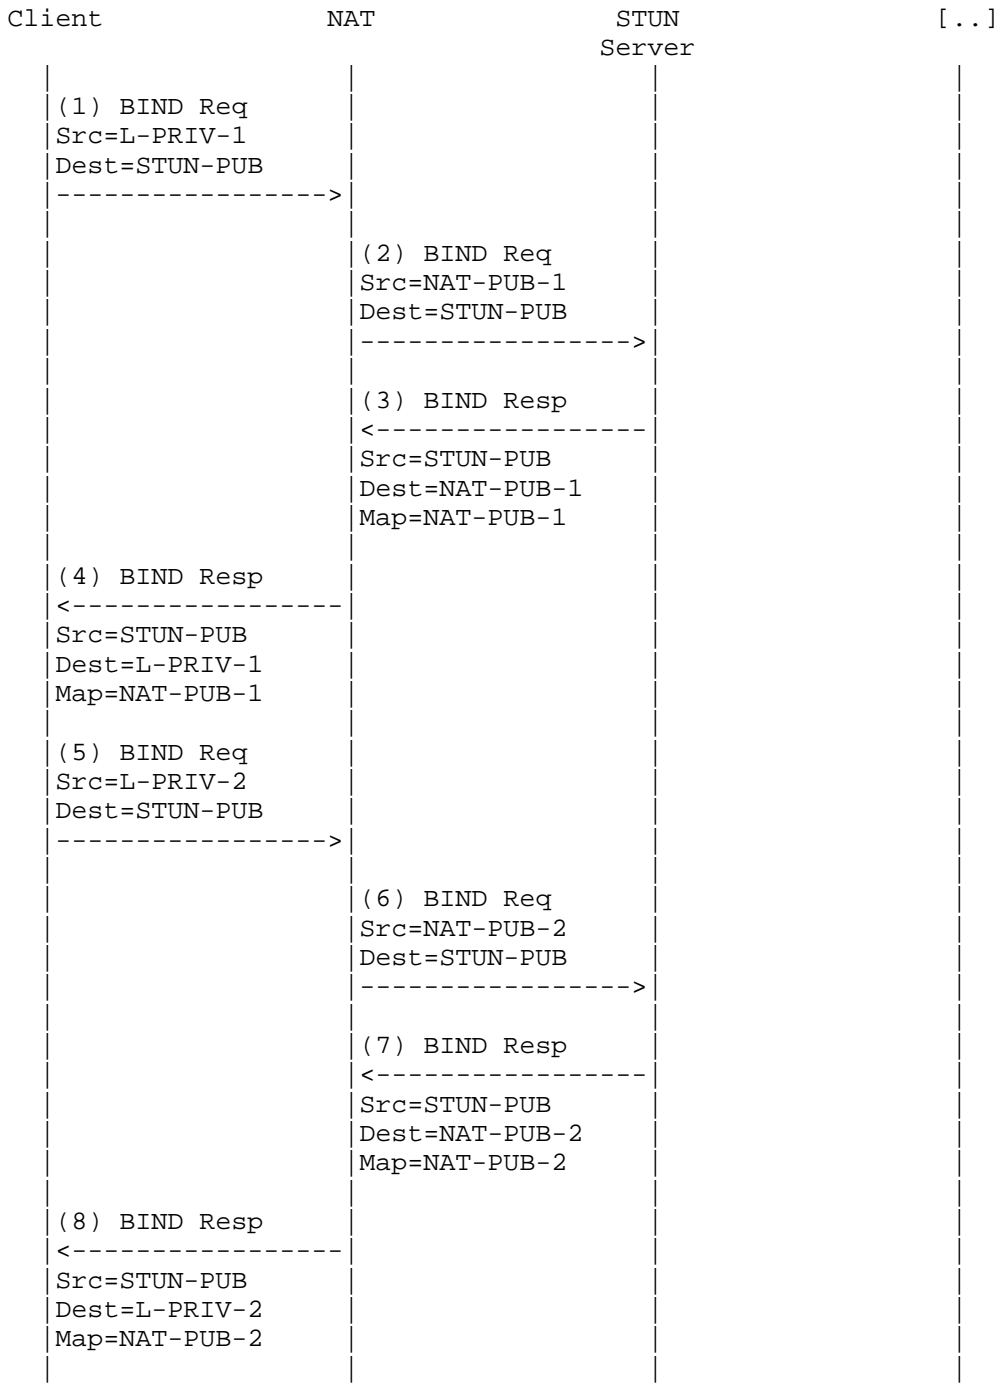 Client NAT STUN [..]
Server
(1) BIND Req
Src=L-PRIV-1
Dest=STUN-PUB
----------------->
(2) BIND Req
Src=NAT-PUB-1
Dest=STUN-PUB
----------------->
(3) BIND Resp
<-----------------
Src=STUN-PUB
Dest=NAT-PUB-1
Map=NAT-PUB-1
(4) BIND Resp
<-----------------
Src=STUN-PUB
Dest=L-PRIV-1
Map=NAT-PUB-1
(5) BIND Req
Src=L-PRIV-2
Dest=STUN-PUB
----------------->
(6) BIND Req
Src=NAT-PUB-2
Dest=STUN-PUB
----------------->
(7) BIND Resp
<-----------------
Src=STUN-PUB
Dest=NAT-PUB-2
Map=NAT-PUB-2
(8) BIND Resp
<-----------------
Src=STUN-PUB
Dest=L-PRIV-2
Map=NAT-PUB-2